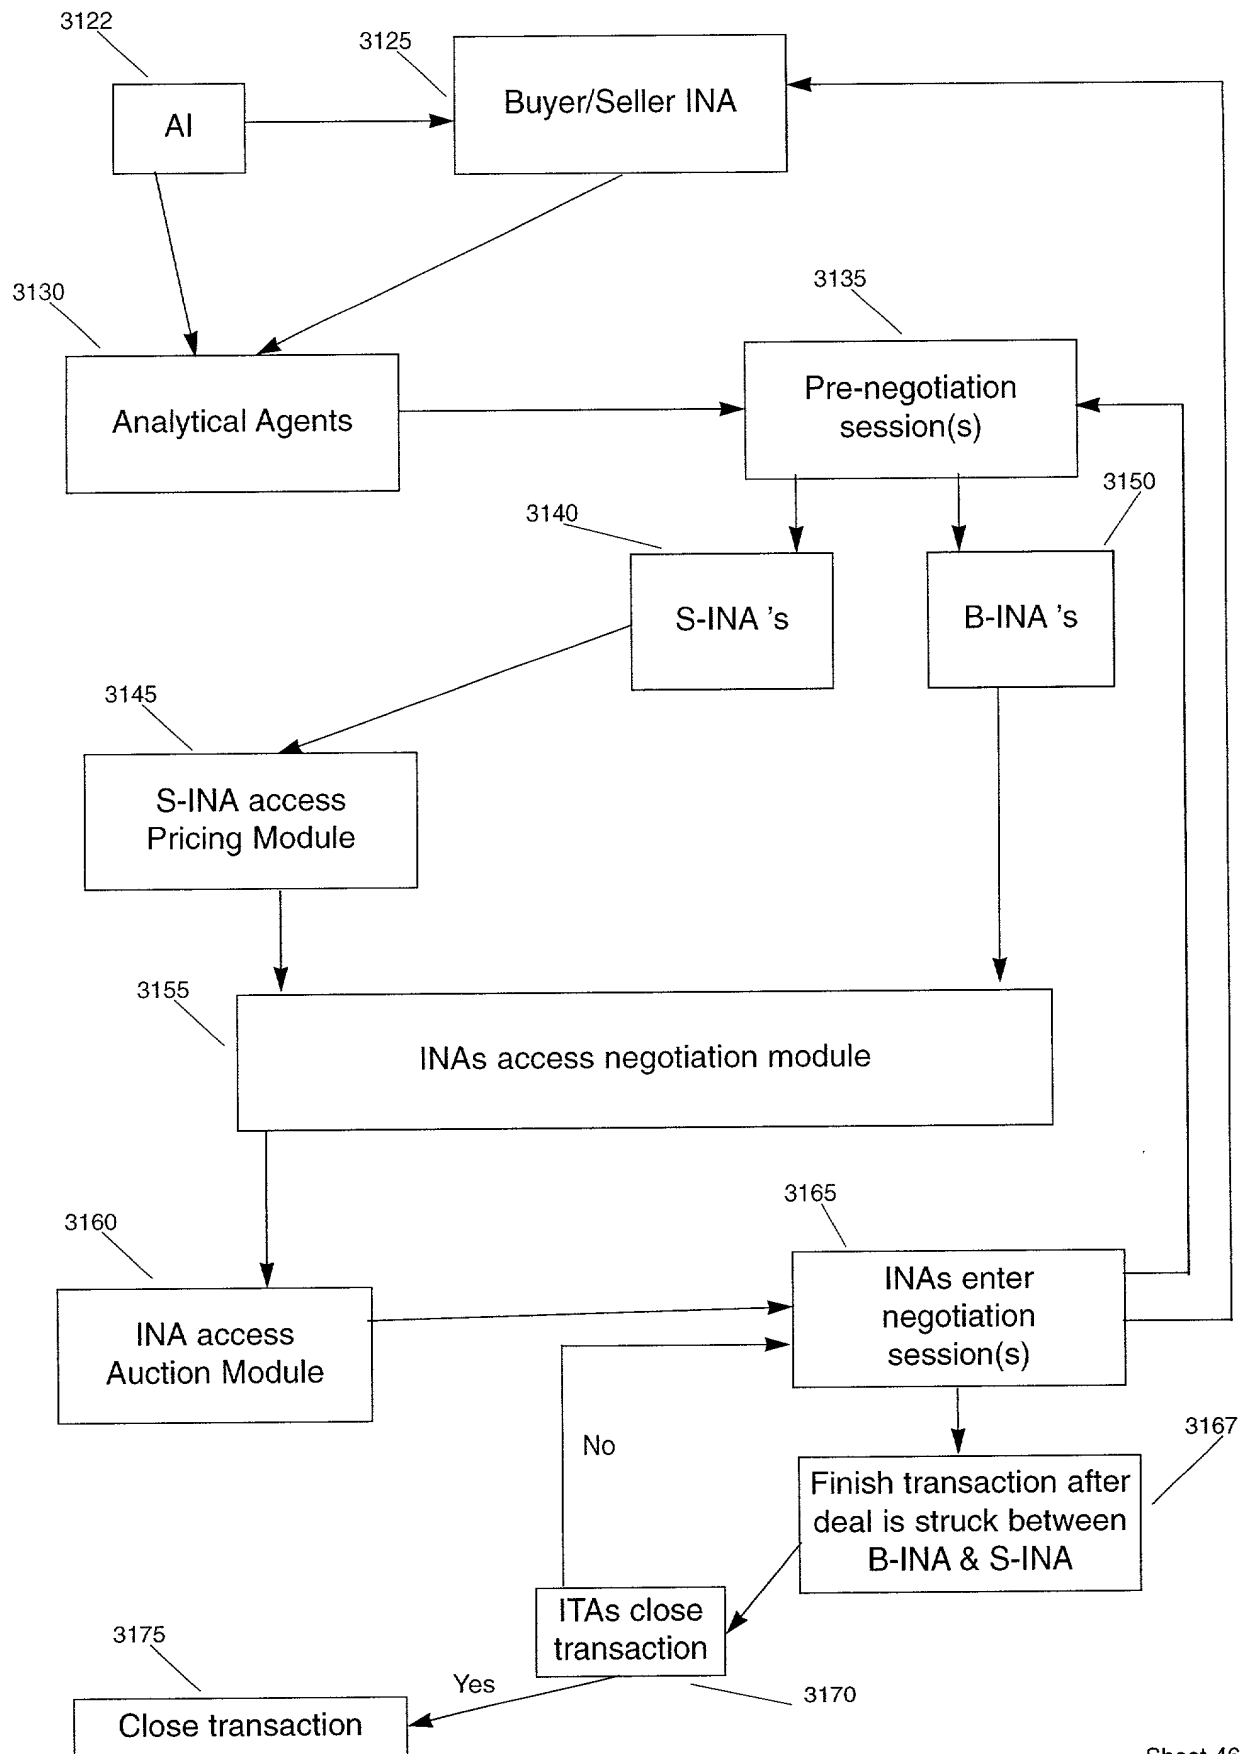 3122
3125
AI
Buyer/Seller INA
3130
3135
Analytical Agents
Pre-negotiation
session(s)
3140
3150
S-INA 's
B-INA 's
3145
S-INA access
Pricing Module
3155
INAs access negotiation module
3160
3165
INA access
Auction Module
INAs enter
negotiation
session(s)
No
3167
Finish transaction after
deal is struck between
B-INA & S-INA
ITAs close
transaction
3170
3175
Yes
Close transaction
Sheet 46